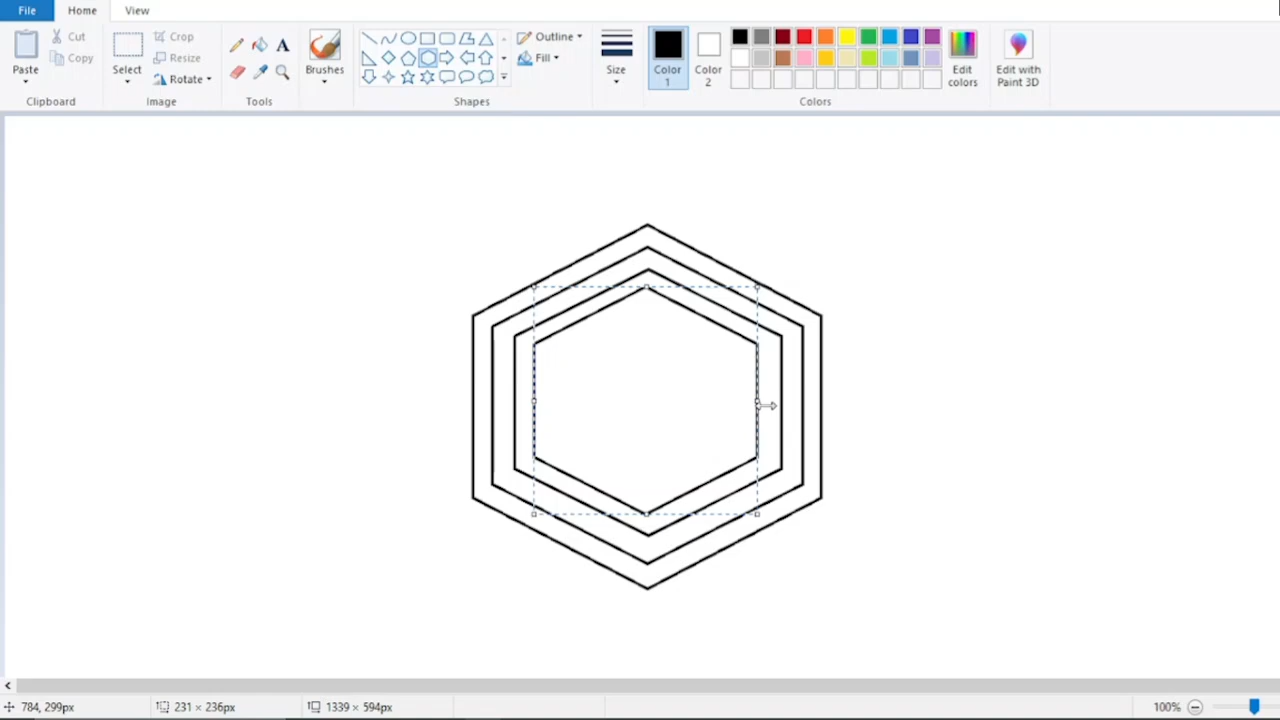 File Home View
Paste Cut Copy
Clipboard
Select Crop Resize Rotate
Image
A
Tools
Brushes
Outline Fill
Shapes
Size
Color 1
Color 2
Edit colors
Colors
Edit with Paint 3D
784, 299px 231 × 236px 1339 × 594px 100%